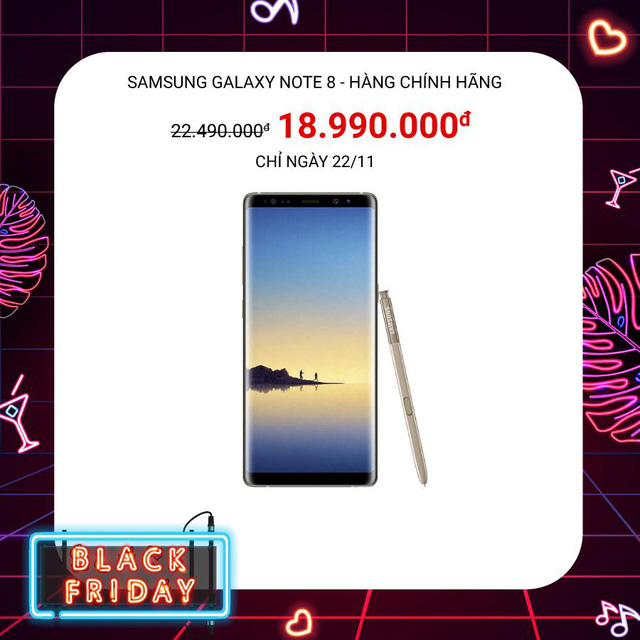 SAMSUNG GALAXY NOTE 8 - HÀNG CHÍNH HÃNG
22.490.000đ 18.990.000đ
CHỈ NGÀY 22/11
SAMSUNG
BLACK
FRIDAY